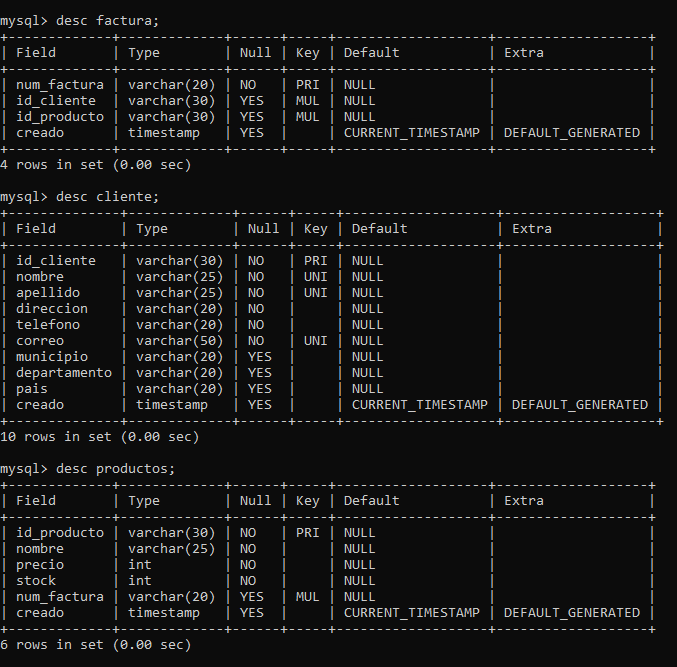 mysql> desc factura;
+-------------+-------------+------+-----+-------------------+-------------------+
| Field       | Type        | Null | Key | Default           | Extra             |
+-------------+-------------+------+-----+-------------------+-------------------+
| num_factura | varchar(20) | NO   | PRI | NULL              |                   |
| id_cliente  | varchar(30) | YES  | MUL | NULL              |                   |
| id_producto | varchar(30) | YES  | MUL | NULL              |                   |
| creado      | timestamp   | YES  |     | CURRENT_TIMESTAMP | DEFAULT_GENERATED |
+-------------+-------------+------+-----+-------------------+-------------------+
4 rows in set (0.00 sec)
mysql> desc cliente;
+--------------+-------------+------+-----+-------------------+-------------------+
| Field        | Type        | Null | Key | Default           | Extra             |
+--------------+-------------+------+-----+-------------------+-------------------+
| id_cliente   | varchar(30) | NO   | PRI | NULL              |                   |
| nombre       | varchar(25) | NO   | UNI | NULL              |                   |
| apellido     | varchar(25) | NO   | UNI | NULL              |                   |
| direccion    | varchar(20) | NO   |     | NULL              |                   |
| telefono     | varchar(20) | NO   |     | NULL              |                   |
| correo       | varchar(50) | NO   | UNI | NULL              |                   |
| municipio    | varchar(20) | YES  |     | NULL              |                   |
| departamento | varchar(20) | YES  |     | NULL              |                   |
| pais         | varchar(20) | YES  |     | NULL              |                   |
| creado       | timestamp   | YES  |     | CURRENT_TIMESTAMP | DEFAULT_GENERATED |
+--------------+-------------+------+-----+-------------------+-------------------+
10 rows in set (0.00 sec)
mysql> desc productos;
+-------------+-------------+------+-----+-------------------+-------------------+
| Field       | Type        | Null | Key | Default           | Extra             |
+-------------+-------------+------+-----+-------------------+-------------------+
| id_producto | varchar(30) | NO   | PRI | NULL              |                   |
| nombre      | varchar(25) | NO   |     | NULL              |                   |
| precio      | int         | NO   |     | NULL              |                   |
| stock       | int         | NO   |     | NULL              |                   |
| num_factura | varchar(20) | YES  | MUL | NULL              |                   |
| creado      | timestamp   | YES  |     | CURRENT_TIMESTAMP | DEFAULT_GENERATED |
+-------------+-------------+------+-----+-------------------+-------------------+
6 rows in set (0.00 sec)